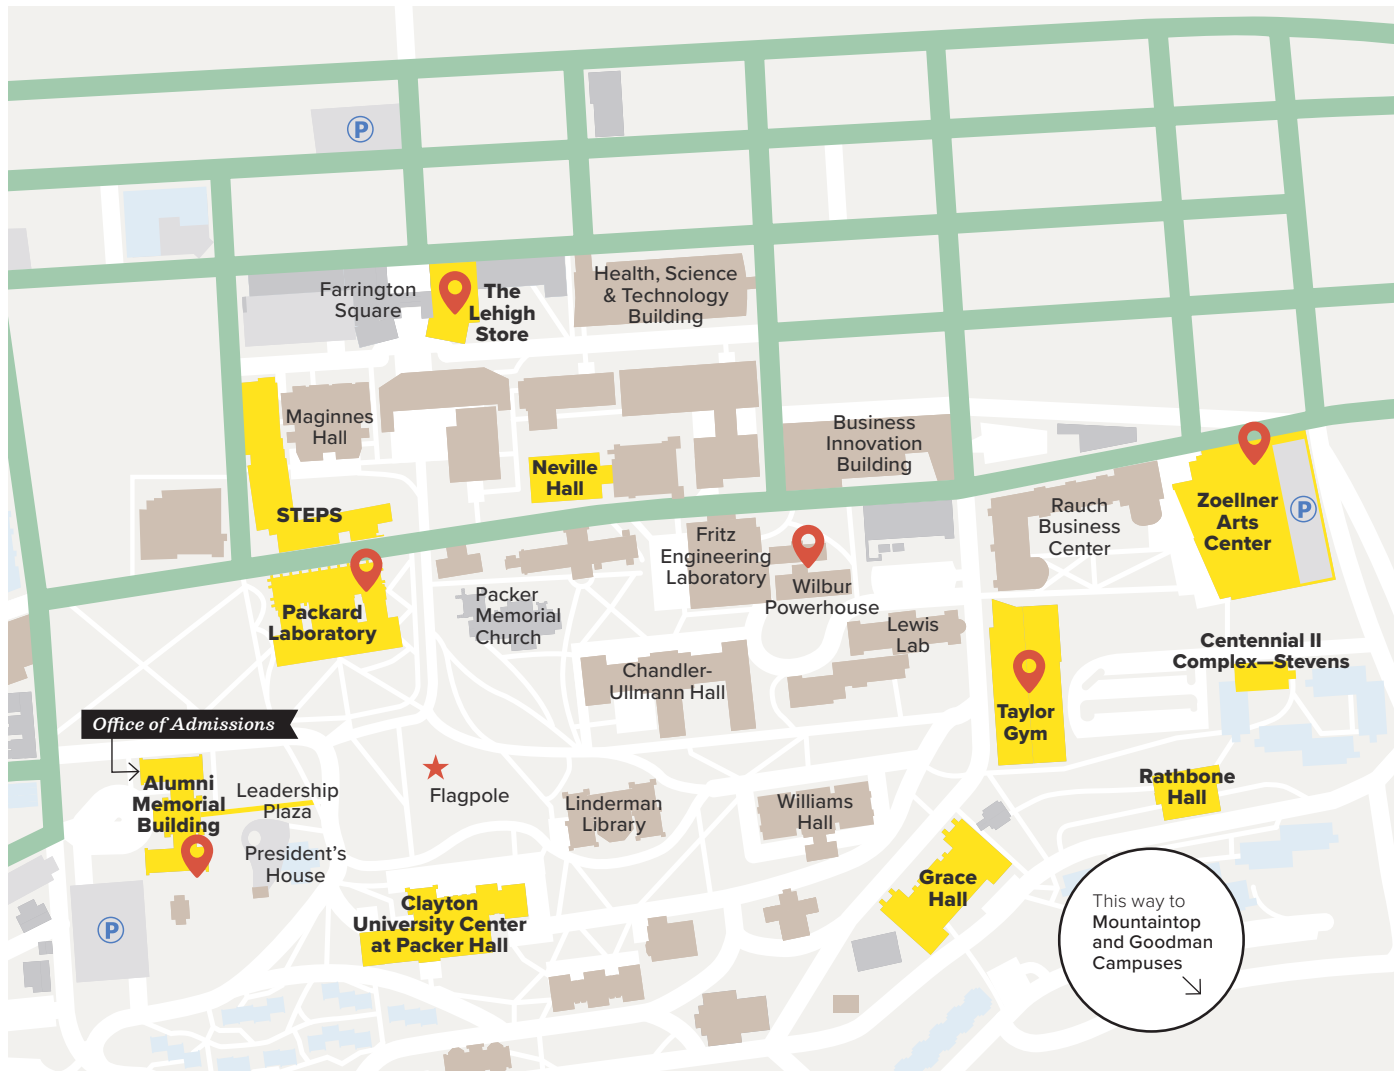 P
Farrington
Square
The
Lehigh
Store
Health, Science
& Technology
Building
Maginnes
Hall
Neville
Hall
Business
Innovation
Building
STEPS
Rauch
Business
Center
Zoellner
Arts
Center
P
Packard
Laboratory
Packer
Memorial
Church
Fritz
Engineering
Laboratory
Wilbur
Powerhouse
Lewis
Lab
Chandler-
Ullmann Hall
Centennial II
Complex—Stevens
Taylor
Gym
Office of Admissions
Alumni
Memorial
Building
Leadership
Plaza
President's
House
Flagpole
Linderman
Library
Williams
Hall
Rathbone
Hall
Grace
Hall
Clayton
University Center
at Packer Hall
P
This way to
Mountaintop
and Goodman
Campuses